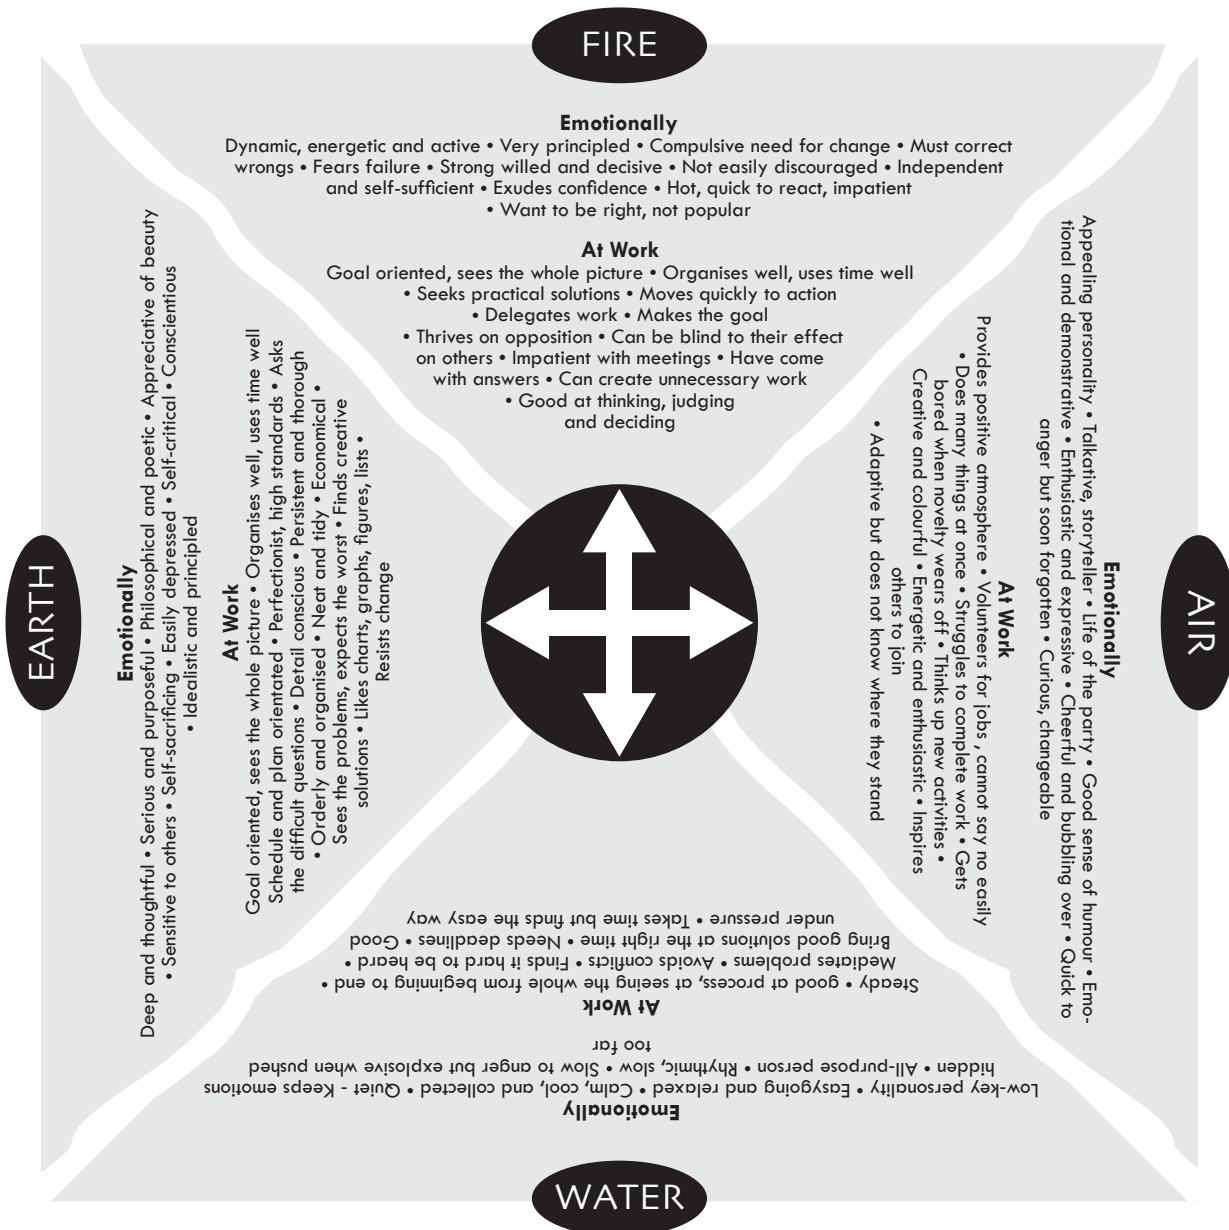 FIRE
Emotionally
Dynamic, energetic and active • Very principled • Compulsive need for change • Must correct
wrongs • Fears failure • Strong willed and decisive • Not easily discouraged • Independent
and self-sufficient • Exudes confidence • Hot, quick to react, impatient
• Want to be right, not popular
At Work
Goal oriented, sees the whole picture • Organises well, uses time well
• Seeks practical solutions • Moves quickly to action
• Delegates work • Makes the goal
• Thrives on opposition • Can be blind to their effect
on others • Impatient with meetings • Have come
with answers • Can create unnecessary work
• Good at thinking, judging
and deciding
AIR
Emotionally
Appealing personality • Talkative, storyteller • Life of the party • Good sense of humour • Emo-
tional and demonstrative • Enthusiastic and expressive • Cheerful and bubbling over • Quick to
anger but soon forgotten • Curious, changeable
At Work
Provides positive atmosphere • Volunteers for jobs , cannot say no easily
• Does many things at once • Struggles to complete work • Gets
bored when novelty wears off • Thinks up new activities •
Creative and colourful • Energetic and enthusiastic • Inspires
others to join
• Adaptive but does not know where they stand
WATER
Emotionally
Low-key personality • Easygoing and relaxed • Calm, cool, and collected • Quiet - Keeps emotions
hidden • All-purpose person • Rhythmic, slow • Slow to anger but explosive when pushed
too far
At Work
Steady • good at process, at seeing the whole from beginning to end •
Mediates problems • Avoids conflicts • Finds it hard to be heard •
Bring good solutions at the right time • Needs deadlines • Good
under pressure • Takes time but finds the easy way
EARTH
Emotionally
Deep and thoughtful • Serious and purposeful • Philosophical and poetic • Appreciative of beauty
• Sensitive to others • Self-sacrificing • Easily depressed • Self-critical • Conscientious
• Idealistic and principled
At Work
Goal oriented, sees the whole picture • Organises well, uses time well
Schedule and plan orientated • Perfectionist, high standards • Asks
the difficult questions • Detail conscious • Persistent and thorough
• Orderly and organised • Neat and tidy • Economical •
Sees the problems, expects the worst • Finds creative
solutions • Likes charts, graphs, figures, lists •
Resists change